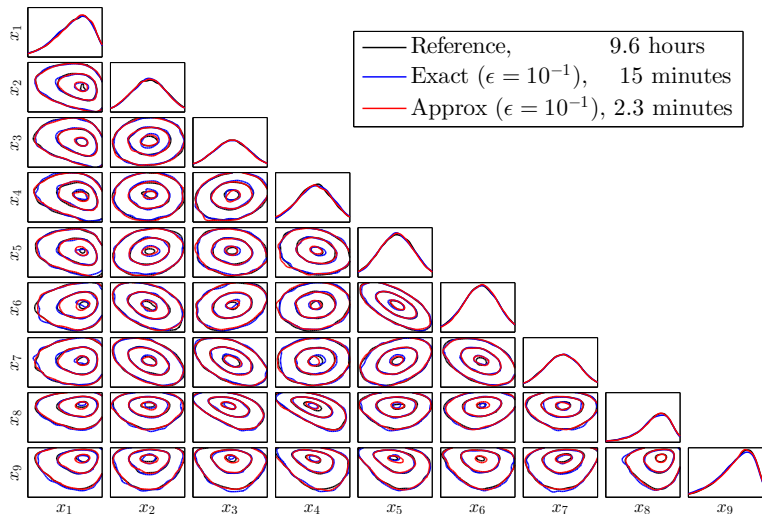 x₁
Reference, 9.6 hours
Exact (ϵ = 10⁻¹), 15 minutes
Approx (ϵ = 10⁻¹), 2.3 minutes
x₂
x₃
x₄
x₅
x₆
x₇
x₈
x₉
x₁ x₂ x₃ x₄ x₅ x₆ x₇ x₈ x₉